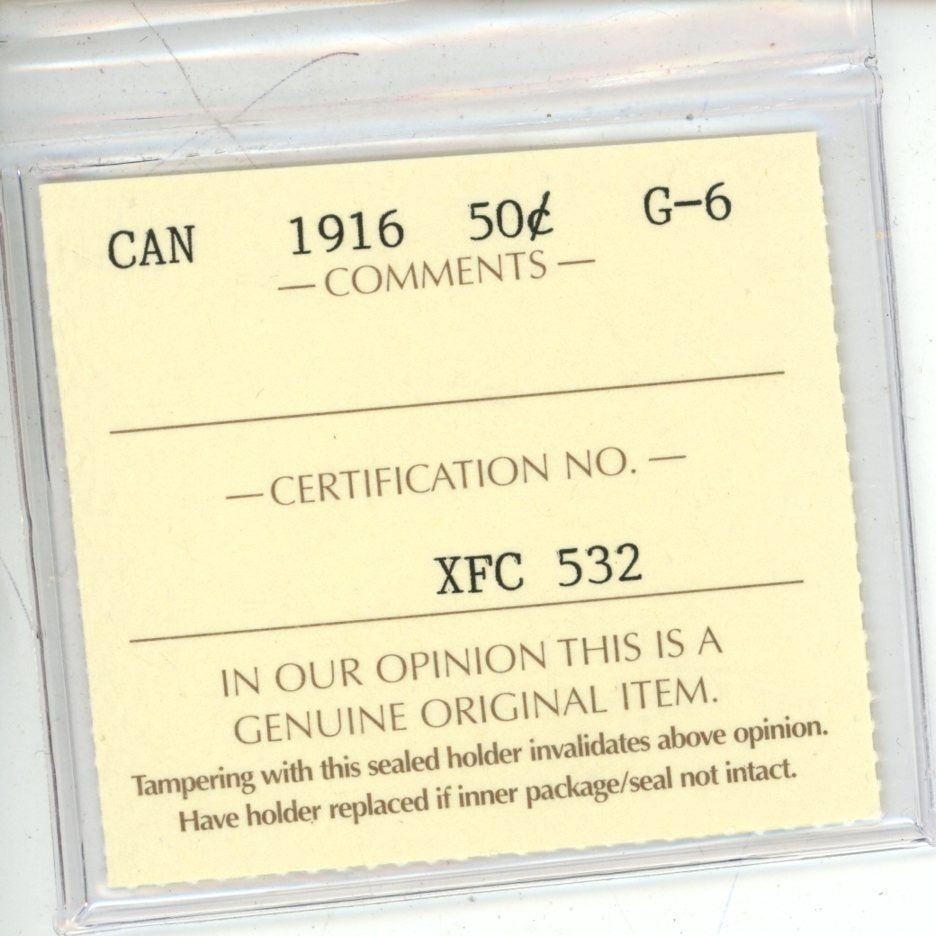 CAN 1916 50¢ G-6
—COMMENTS—
—CERTIFICATION NO.—
XFC 532
IN OUR OPINION THIS IS A
GENUINE ORIGINAL ITEM.
Tampering with this sealed holder invalidates above opinion.
Have holder replaced if inner package/seal not intact.